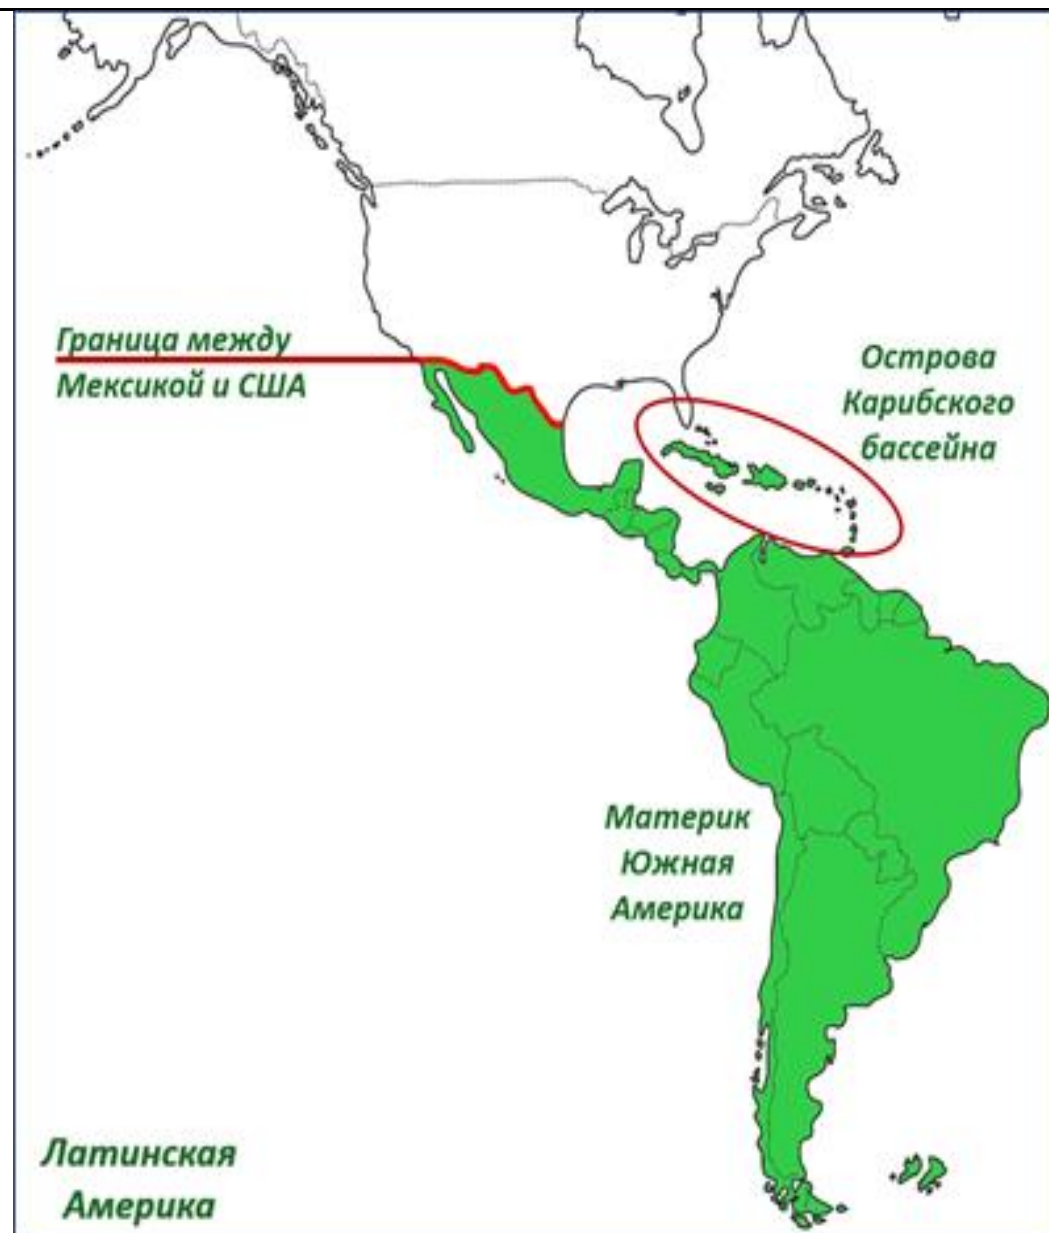 Граница между
Мексикой и США
Острова
Карибского
бассейна
Материк
Южная
Америка
Латинская
Америка